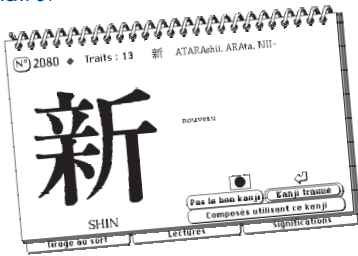 N° 2080 ◆ Traits : 13 新 ATARAshii, ARAta, NII-
新
nouveau
SHIN
Pas le bon kanji
Kanji trouvé
Composés utilisant ce kanji
Tirage au sort
Lectures
Significations